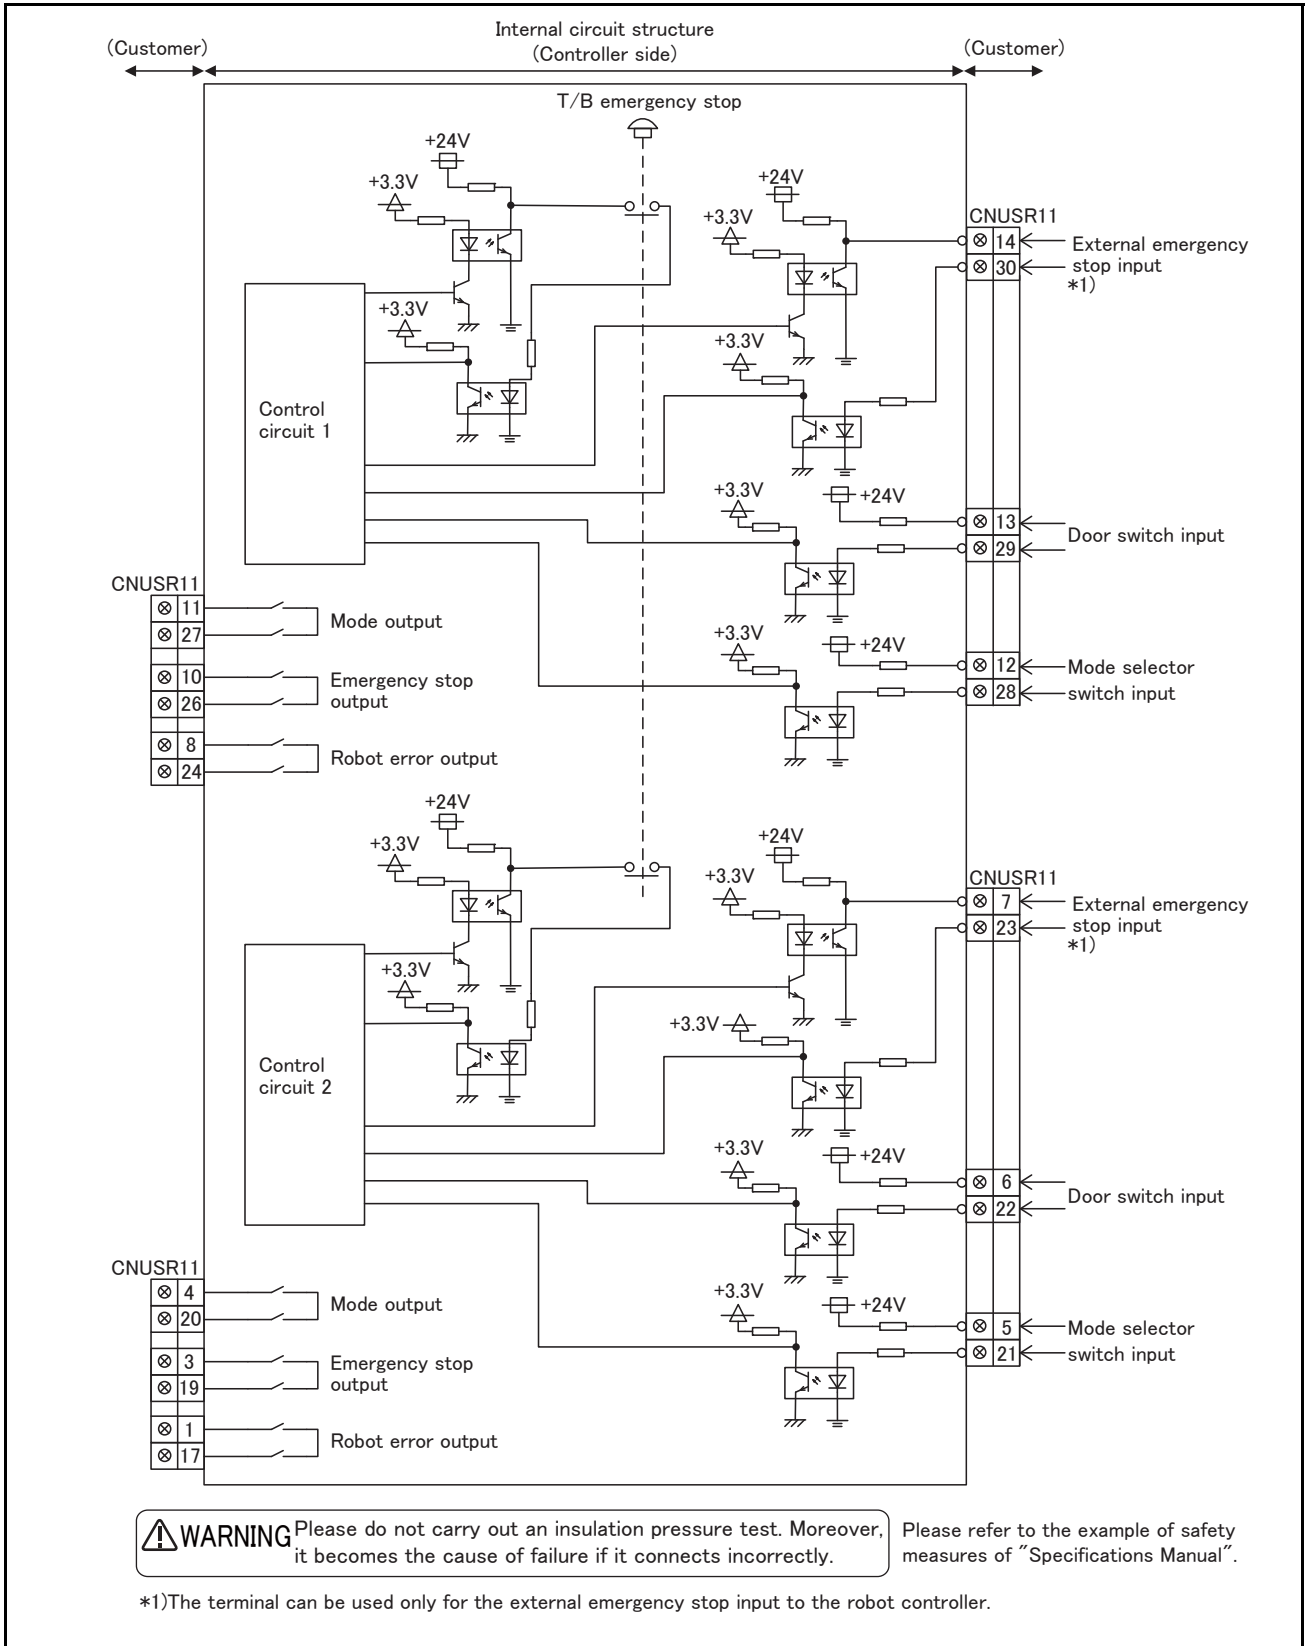 Internal circuit structure
(Customer)
(Controller side)
(Customer)
T/B emergency stop
+24V
+3.3V
+24V
+3.3V
CNUSR11
14
External emergency
30
stop input
*1)
+3.3V
+3.3V
Control
circuit 1
+3.3V
+24V
13
Door switch input
29
CNUSR11
11
Mode output
27
+3.3V
+24V
12
Mode selector
28
switch input
10
Emergency stop
26
output
8
Robot error output
24
+24V
+3.3V
+24V
+3.3V
CNUSR11
7
External emergency
23
stop input
*1)
+3.3V
+3.3V
Control
circuit 2
+3.3V
+24V
6
Door switch input
22
CNUSR11
4
Mode output
20
+3.3V
+24V
5
Mode selector
21
switch input
3
Emergency stop
19
output
1
Robot error output
17
WARNING
Please do not carry out an insulation pressure test. Moreover,
it becomes the cause of failure if it connects incorrectly.
Please refer to the example of safety
measures of "Specifications Manual".
*1)The terminal can be used only for the external emergency stop input to the robot controller.